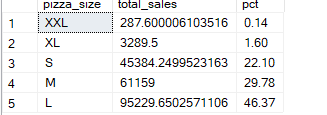 pizza_size total_sales pct
1 XXL 287.600006103516 0.14
2 XL 3289.5 1.60
3 S 45384.2499523163 22.10
4 M 61159 29.78
5 L 95229.6502571106 46.37